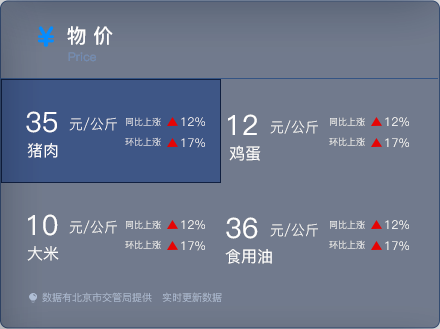 ¥ 物价
Price
35 元/公斤 同比上涨 ▲ 12%
猪肉 环比上涨 ▲ 17%
12 元/公斤 同比上涨 ▲ 12%
鸡蛋 环比上涨 ▲ 17%
10 元/公斤 同比上涨 ▲ 12%
大米 环比上涨 ▲ 17%
36 元/公斤 同比上涨 ▲ 12%
食用油 环比上涨 ▲ 17%
数据有北京市交管局提供 实时更新数据